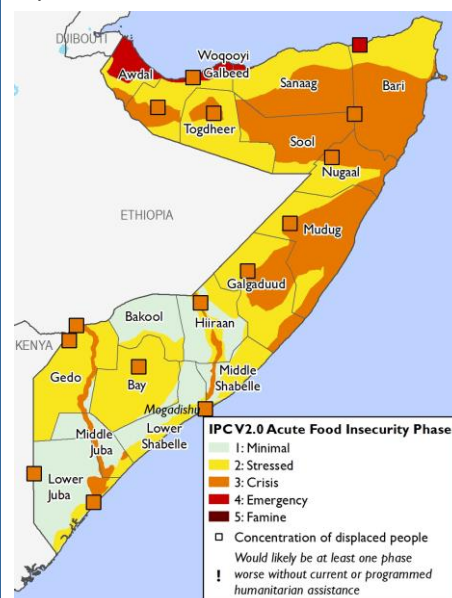 DJIBOUTI
Woqooyi
Galbeed
Awdal
Sanaag
Bari
Togdheer
Sool
Nugaal
ETHIOPIA
Mudug
Galgaduud
Bakool
Hiiraan
KENYA
Gedo
Bay
Middle
Shabelle
Mogadishu
Lower
Shabelle
Middle
Juba
Lower
Juba
IPC V2.0 Acute Food Insecurity Phase
1: Minimal
2: Stressed
3: Crisis
4: Emergency
5: Famine
Concentration of displaced people
Would likely be at least one phase
! worse without current or programmed
humanitarian assistance